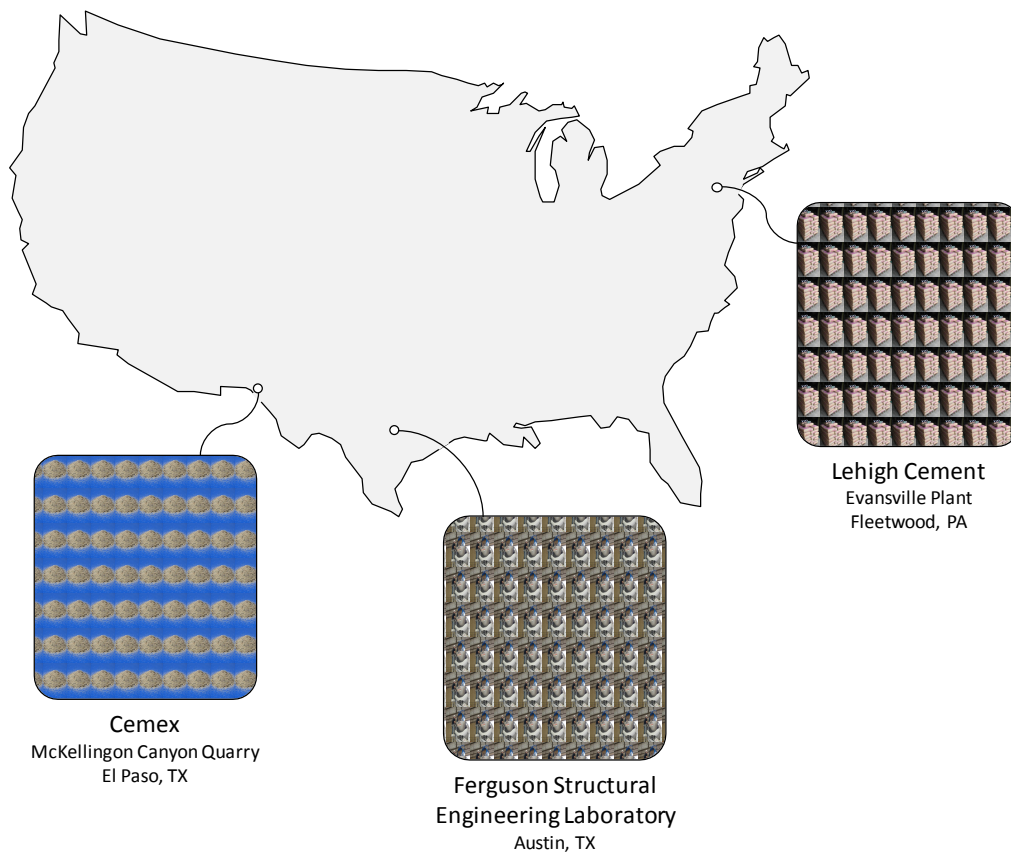 Lehigh Cement
Evansville Plant
Fleetwood, PA
Cemex
McKellingon Canyon Quarry
El Paso, TX
Ferguson Structural
Engineering Laboratory
Austin, TX